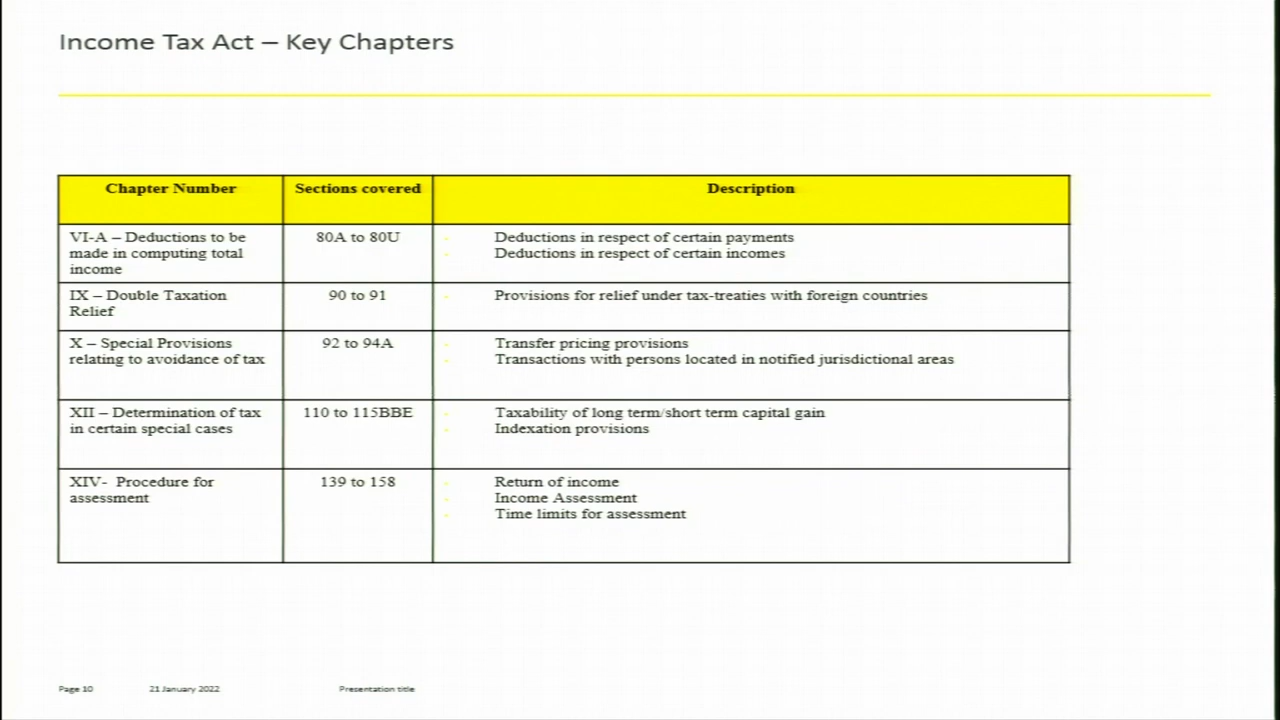 Income Tax Act – Key Chapters
Chapter Number
Sections covered
Description
VI-A – Deductions to be
made in computing total
income
80A to 80U
Deductions in respect of certain payments
Deductions in respect of certain incomes
IX – Double Taxation
Relief
90 to 91
Provisions for relief under tax-treaties with foreign countries
X – Special Provisions
relating to avoidance of tax
92 to 94A
Transfer pricing provisions
Transactions with persons located in notified jurisdictional areas
XII – Determination of tax
in certain special cases
110 to 115BBE
Taxability of long term/short term capital gain
Indexation provisions
XIV- Procedure for
assessment
139 to 158
Return of income
Income Assessment
Time limits for assessment
Page 10
21 January 2022
Presentation title